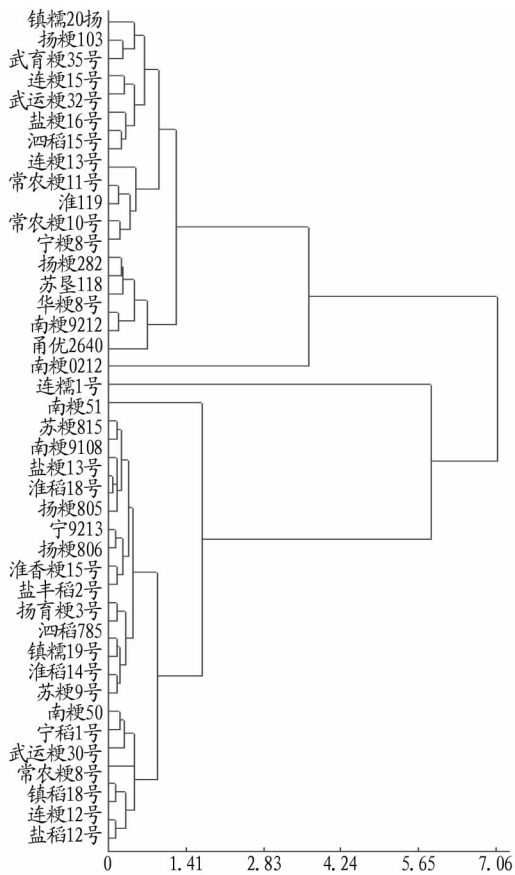 镇糯20扬
扬粳103
武育粳35号
连粳15号
武运粳32号
盐粳16号
泗稻15号
连粳13号
常农粳11号
淮119
常农粳10号
宁粳8号
扬粳282
苏垦118
华粳8号
南粳9212
甬优2640
南粳0212
连糯1号
南粳51
苏粳815
南粳9108
盐粳13号
淮稻18号
扬粳805
宁9213
扬粳806
淮香粳15号
盐丰稻2号
扬育粳3号
泗稻785
镇糯19号
淮稻14号
苏粳9号
南粳50
宁稻1号
武运粳30号
常农粳8号
镇稻18号
连粳12号
盐稻12号
0 1.41 2.83 4.24 5.65 7.06